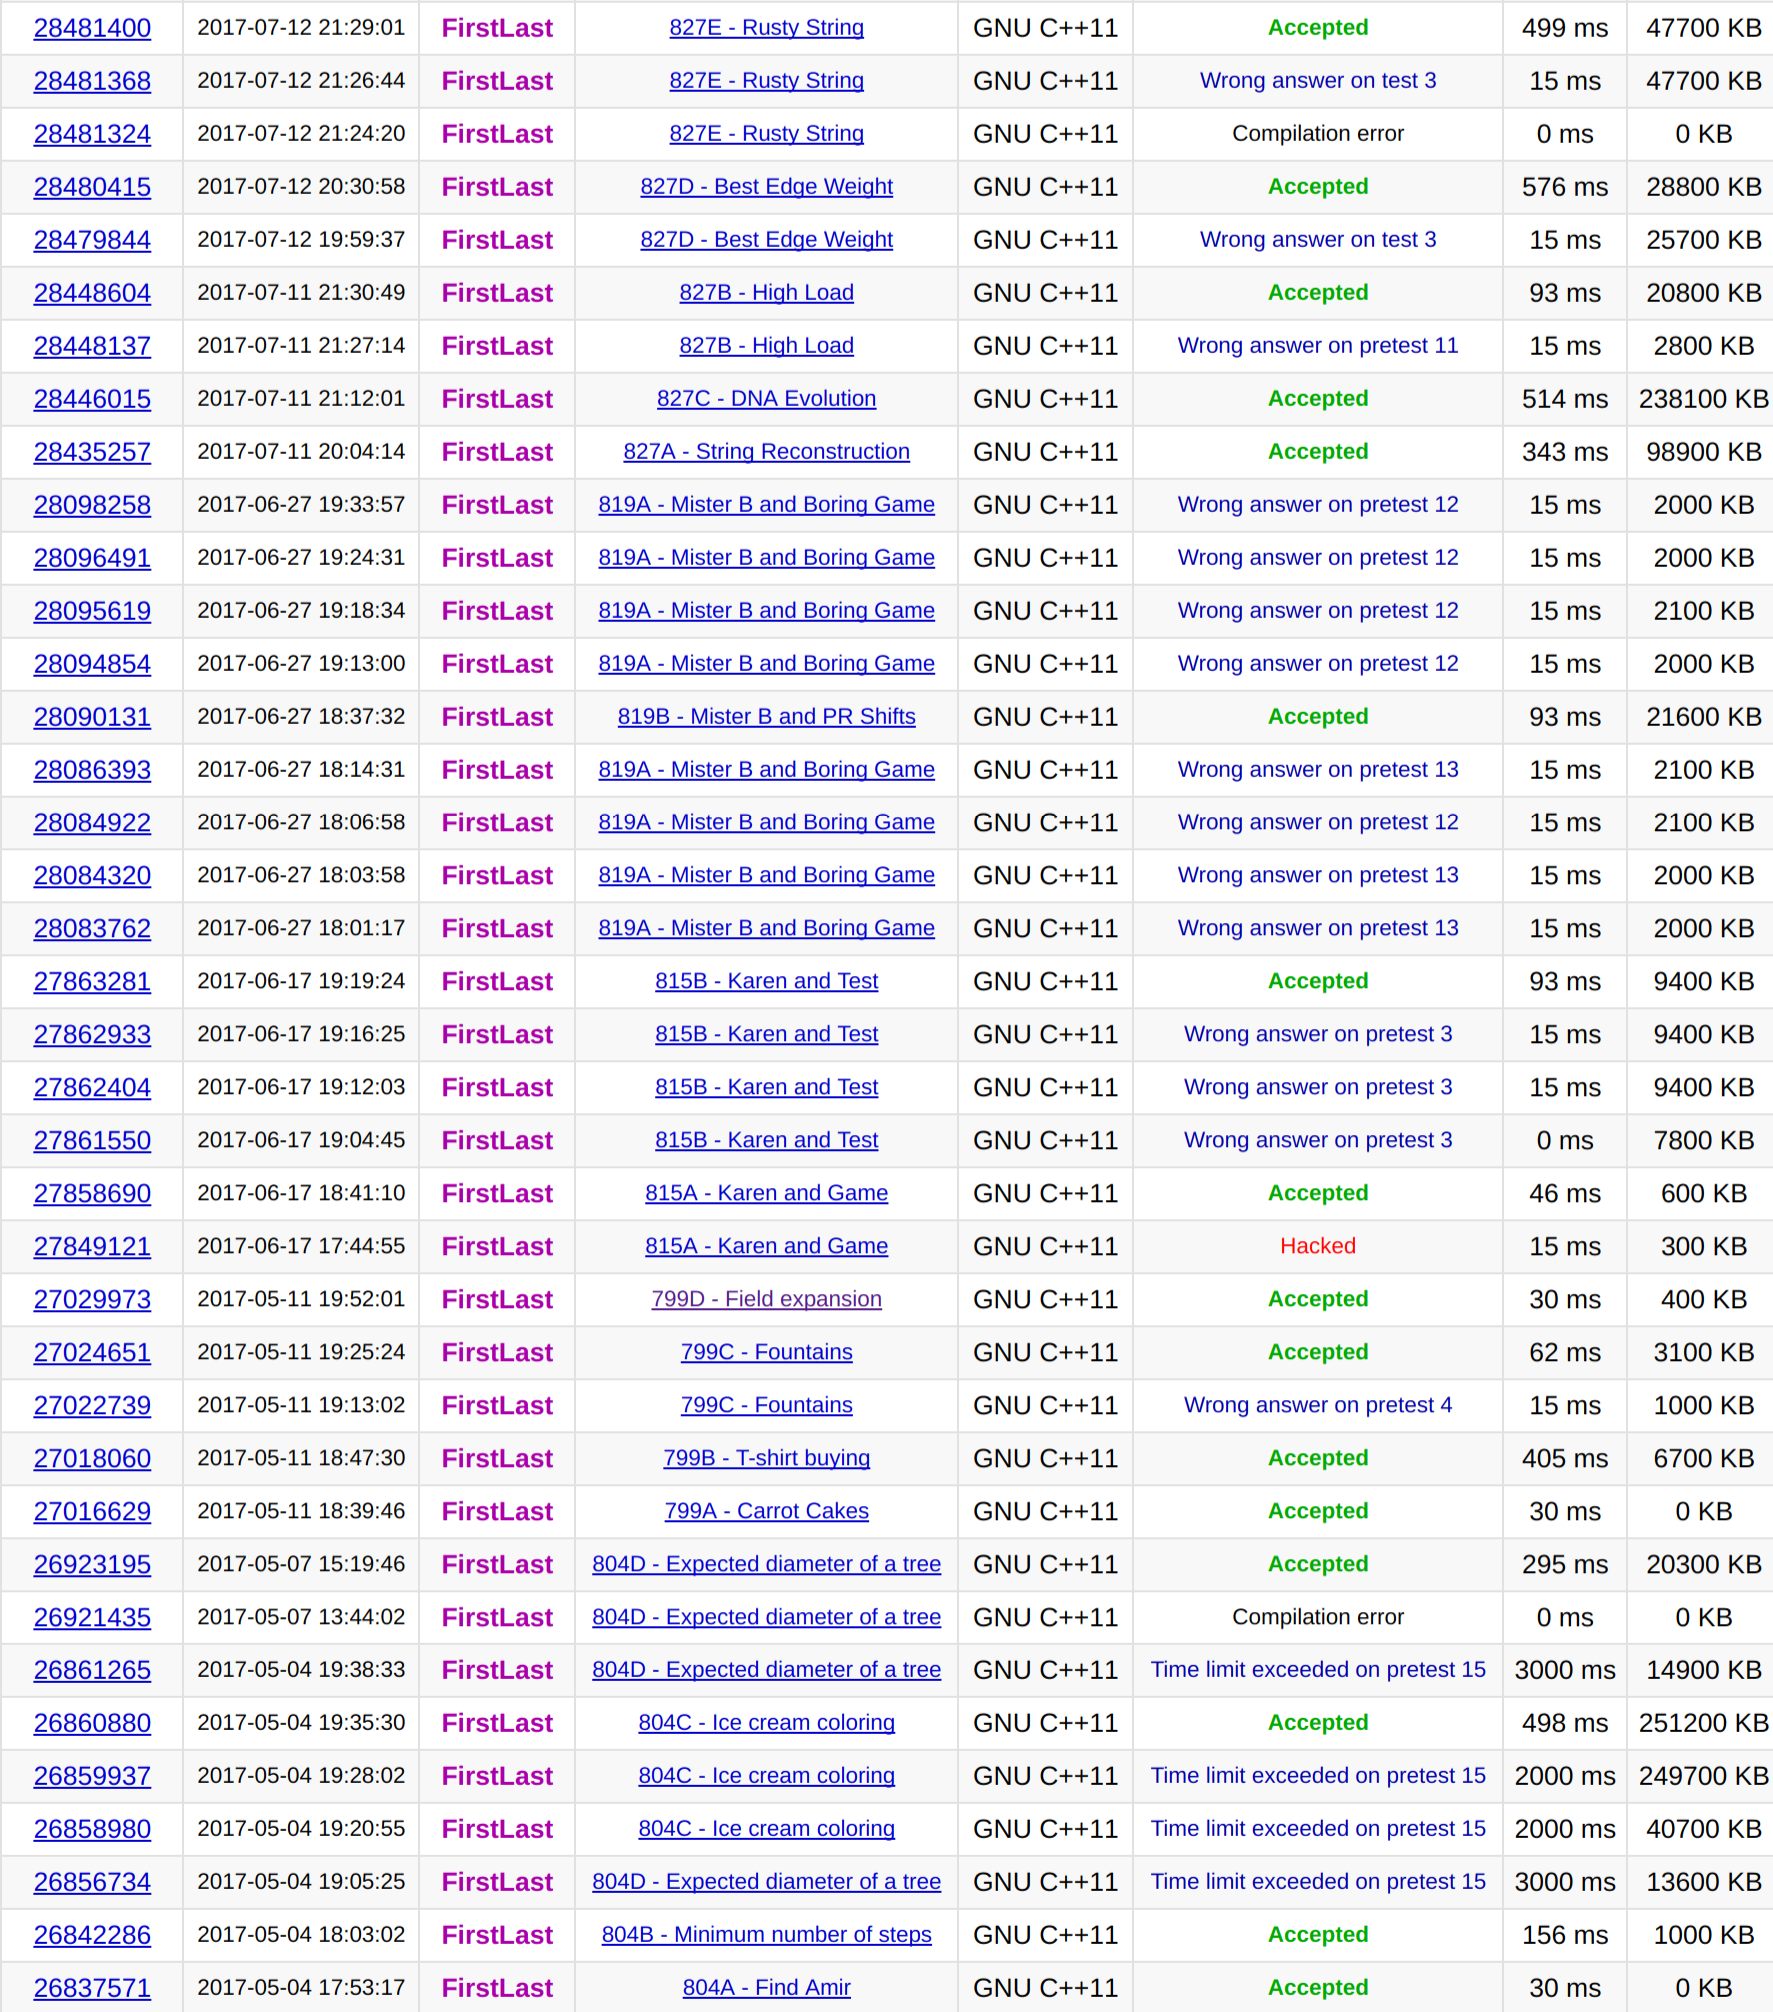 28481400 2017-07-12 21:29:01 FirstLast 827E - Rusty String GNU C++11 Accepted 499 ms 47700 KB
28481368 2017-07-12 21:26:44 FirstLast 827E - Rusty String GNU C++11 Wrong answer on test 3 15 ms 47700 KB
28481324 2017-07-12 21:24:20 FirstLast 827E - Rusty String GNU C++11 Compilation error 0 ms 0 KB
28480415 2017-07-12 20:30:58 FirstLast 827D - Best Edge Weight GNU C++11 Accepted 576 ms 28800 KB
28479844 2017-07-12 19:59:37 FirstLast 827D - Best Edge Weight GNU C++11 Wrong answer on test 3 15 ms 25700 KB
28448604 2017-07-11 21:30:49 FirstLast 827B - High Load GNU C++11 Accepted 93 ms 20800 KB
28448137 2017-07-11 21:27:14 FirstLast 827B - High Load GNU C++11 Wrong answer on pretest 11 15 ms 2800 KB
28446015 2017-07-11 21:12:01 FirstLast 827C - DNA Evolution GNU C++11 Accepted 514 ms 238100 KB
28435257 2017-07-11 20:04:14 FirstLast 827A - String Reconstruction GNU C++11 Accepted 343 ms 98900 KB
28098258 2017-06-27 19:33:57 FirstLast 819A - Mister B and Boring Game GNU C++11 Wrong answer on pretest 12 15 ms 2000 KB
28096491 2017-06-27 19:24:31 FirstLast 819A - Mister B and Boring Game GNU C++11 Wrong answer on pretest 12 15 ms 2000 KB
28095619 2017-06-27 19:18:34 FirstLast 819A - Mister B and Boring Game GNU C++11 Wrong answer on pretest 12 15 ms 2100 KB
28094854 2017-06-27 19:13:00 FirstLast 819A - Mister B and Boring Game GNU C++11 Wrong answer on pretest 12 15 ms 2000 KB
28090131 2017-06-27 18:37:32 FirstLast 819B - Mister B and PR Shifts GNU C++11 Accepted 93 ms 21600 KB
28086393 2017-06-27 18:14:31 FirstLast 819A - Mister B and Boring Game GNU C++11 Wrong answer on pretest 13 15 ms 2100 KB
28084922 2017-06-27 18:06:58 FirstLast 819A - Mister B and Boring Game GNU C++11 Wrong answer on pretest 12 15 ms 2100 KB
28084320 2017-06-27 18:03:58 FirstLast 819A - Mister B and Boring Game GNU C++11 Wrong answer on pretest 13 15 ms 2000 KB
28083762 2017-06-27 18:01:17 FirstLast 819A - Mister B and Boring Game GNU C++11 Wrong answer on pretest 13 15 ms 2000 KB
27863281 2017-06-17 19:19:24 FirstLast 815B - Karen and Test GNU C++11 Accepted 93 ms 9400 KB
27862933 2017-06-17 19:16:25 FirstLast 815B - Karen and Test GNU C++11 Wrong answer on pretest 3 15 ms 9400 KB
27862404 2017-06-17 19:12:03 FirstLast 815B - Karen and Test GNU C++11 Wrong answer on pretest 3 15 ms 9400 KB
27861550 2017-06-17 19:04:45 FirstLast 815B - Karen and Test GNU C++11 Wrong answer on pretest 3 0 ms 7800 KB
27858690 2017-06-17 18:41:10 FirstLast 815A - Karen and Game GNU C++11 Accepted 46 ms 600 KB
27849121 2017-06-17 17:44:55 FirstLast 815A - Karen and Game GNU C++11 Hacked 15 ms 300 KB
27029973 2017-05-11 19:52:01 FirstLast 799D - Field expansion GNU C++11 Accepted 30 ms 400 KB
27024651 2017-05-11 19:25:24 FirstLast 799C - Fountains GNU C++11 Accepted 62 ms 3100 KB
27022739 2017-05-11 19:13:02 FirstLast 799C - Fountains GNU C++11 Wrong answer on pretest 4 15 ms 1000 KB
27018060 2017-05-11 18:47:30 FirstLast 799B - T-shirt buying GNU C++11 Accepted 405 ms 6700 KB
27016629 2017-05-11 18:39:46 FirstLast 799A - Carrot Cakes GNU C++11 Accepted 30 ms 0 KB
26923195 2017-05-07 15:19:46 FirstLast 804D - Expected diameter of a tree GNU C++11 Accepted 295 ms 20300 KB
26921435 2017-05-07 13:44:02 FirstLast 804D - Expected diameter of a tree GNU C++11 Compilation error 0 ms 0 KB
26861265 2017-05-04 19:38:33 FirstLast 804D - Expected diameter of a tree GNU C++11 Time limit exceeded on pretest 15 3000 ms 14900 KB
26860880 2017-05-04 19:35:30 FirstLast 804C - Ice cream coloring GNU C++11 Accepted 498 ms 251200 KB
26859937 2017-05-04 19:28:02 FirstLast 804C - Ice cream coloring GNU C++11 Time limit exceeded on pretest 15 2000 ms 249700 KB
26858980 2017-05-04 19:20:55 FirstLast 804C - Ice cream coloring GNU C++11 Time limit exceeded on pretest 15 2000 ms 40700 KB
26856734 2017-05-04 19:05:25 FirstLast 804D - Expected diameter of a tree GNU C++11 Time limit exceeded on pretest 15 3000 ms 13600 KB
26842286 2017-05-04 18:03:02 FirstLast 804B - Minimum number of steps GNU C++11 Accepted 156 ms 1000 KB
26837571 2017-05-04 17:53:17 FirstLast 804A - Find Amir GNU C++11 Accepted 30 ms 0 KB